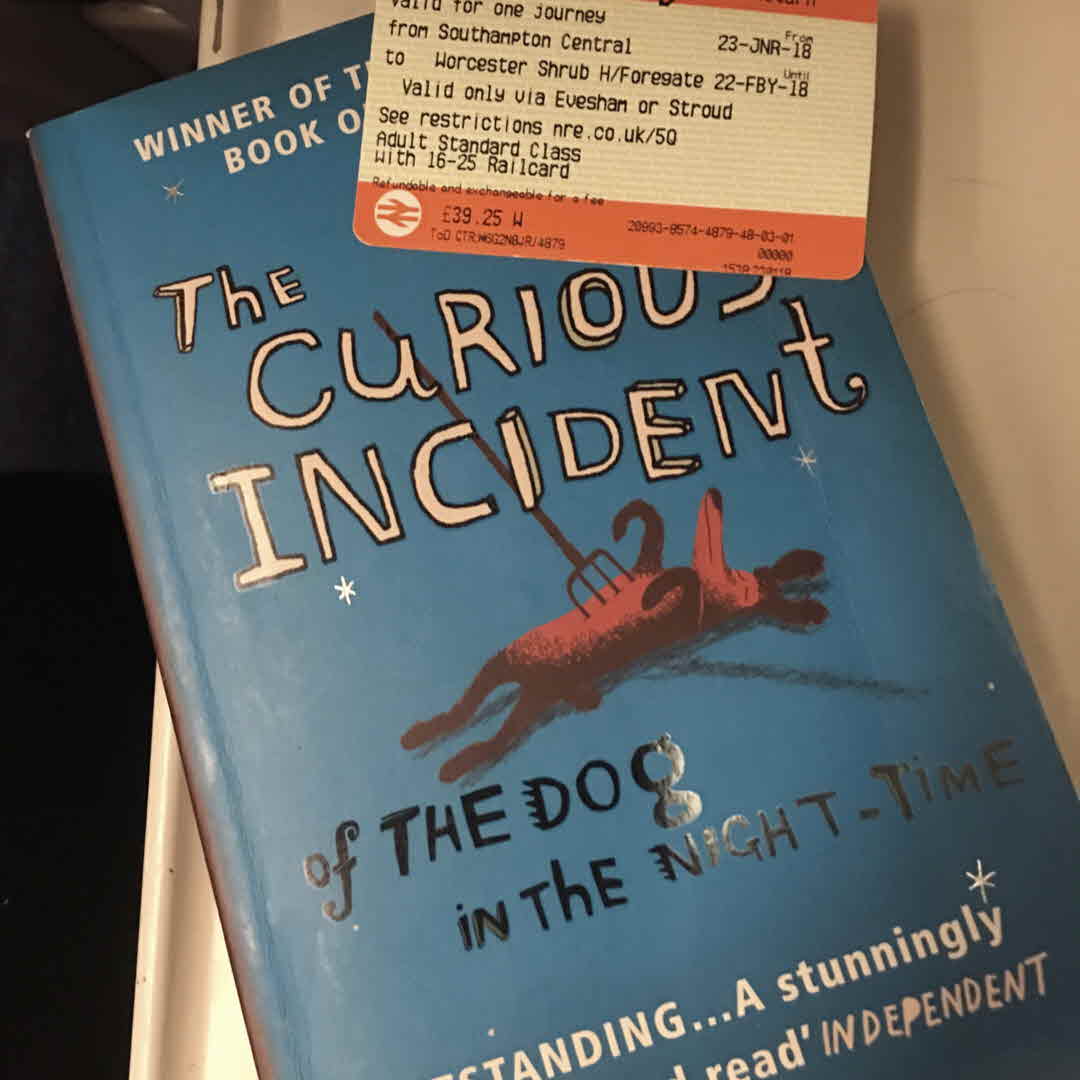 valid for one journey
from Southampton Central 23-JNR-18 From
to Worcester Shrub H/Foregate 22-FBY-18 Until
Valid only via Evesham or Stroud
See restrictions nre.co.uk/5Q
Adult Standard Class
with 16-25 Railcard
Refundable and exchangeable for a fee
£39.25 W
20993-8574-4879-48-03-01
00000
WINNER OF
BOOK
The
CURIOUS
INCIDENT
of THE DOG
in the NIGHT-TIME
...A stunningly
read' INDEPENDENT